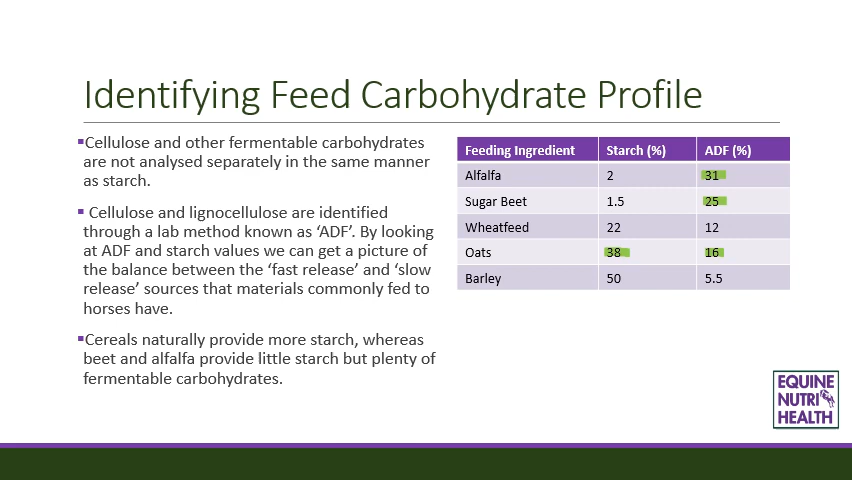 Identifying Feed Carbohydrate Profile
▪Cellulose and other fermentable carbohydrates
are not analysed separately in the same manner
as starch.
▪ Cellulose and lignocellulose are identified
through a lab method known as ‘ADF’. By looking
at ADF and starch values we can get a picture of
the balance between the ‘fast release’ and ‘slow
release’ sources that materials commonly fed to
horses have.
▪Cereals naturally provide more starch, whereas
beet and alfalfa provide little starch but plenty of
fermentable carbohydrates.
Feeding Ingredient Starch (%) ADF (%)
Alfalfa 2 31
Sugar Beet 1.5 25
Wheatfeed 22 12
Oats 38 16
Barley 50 5.5
EQUINE
NUTRI
HEALTH